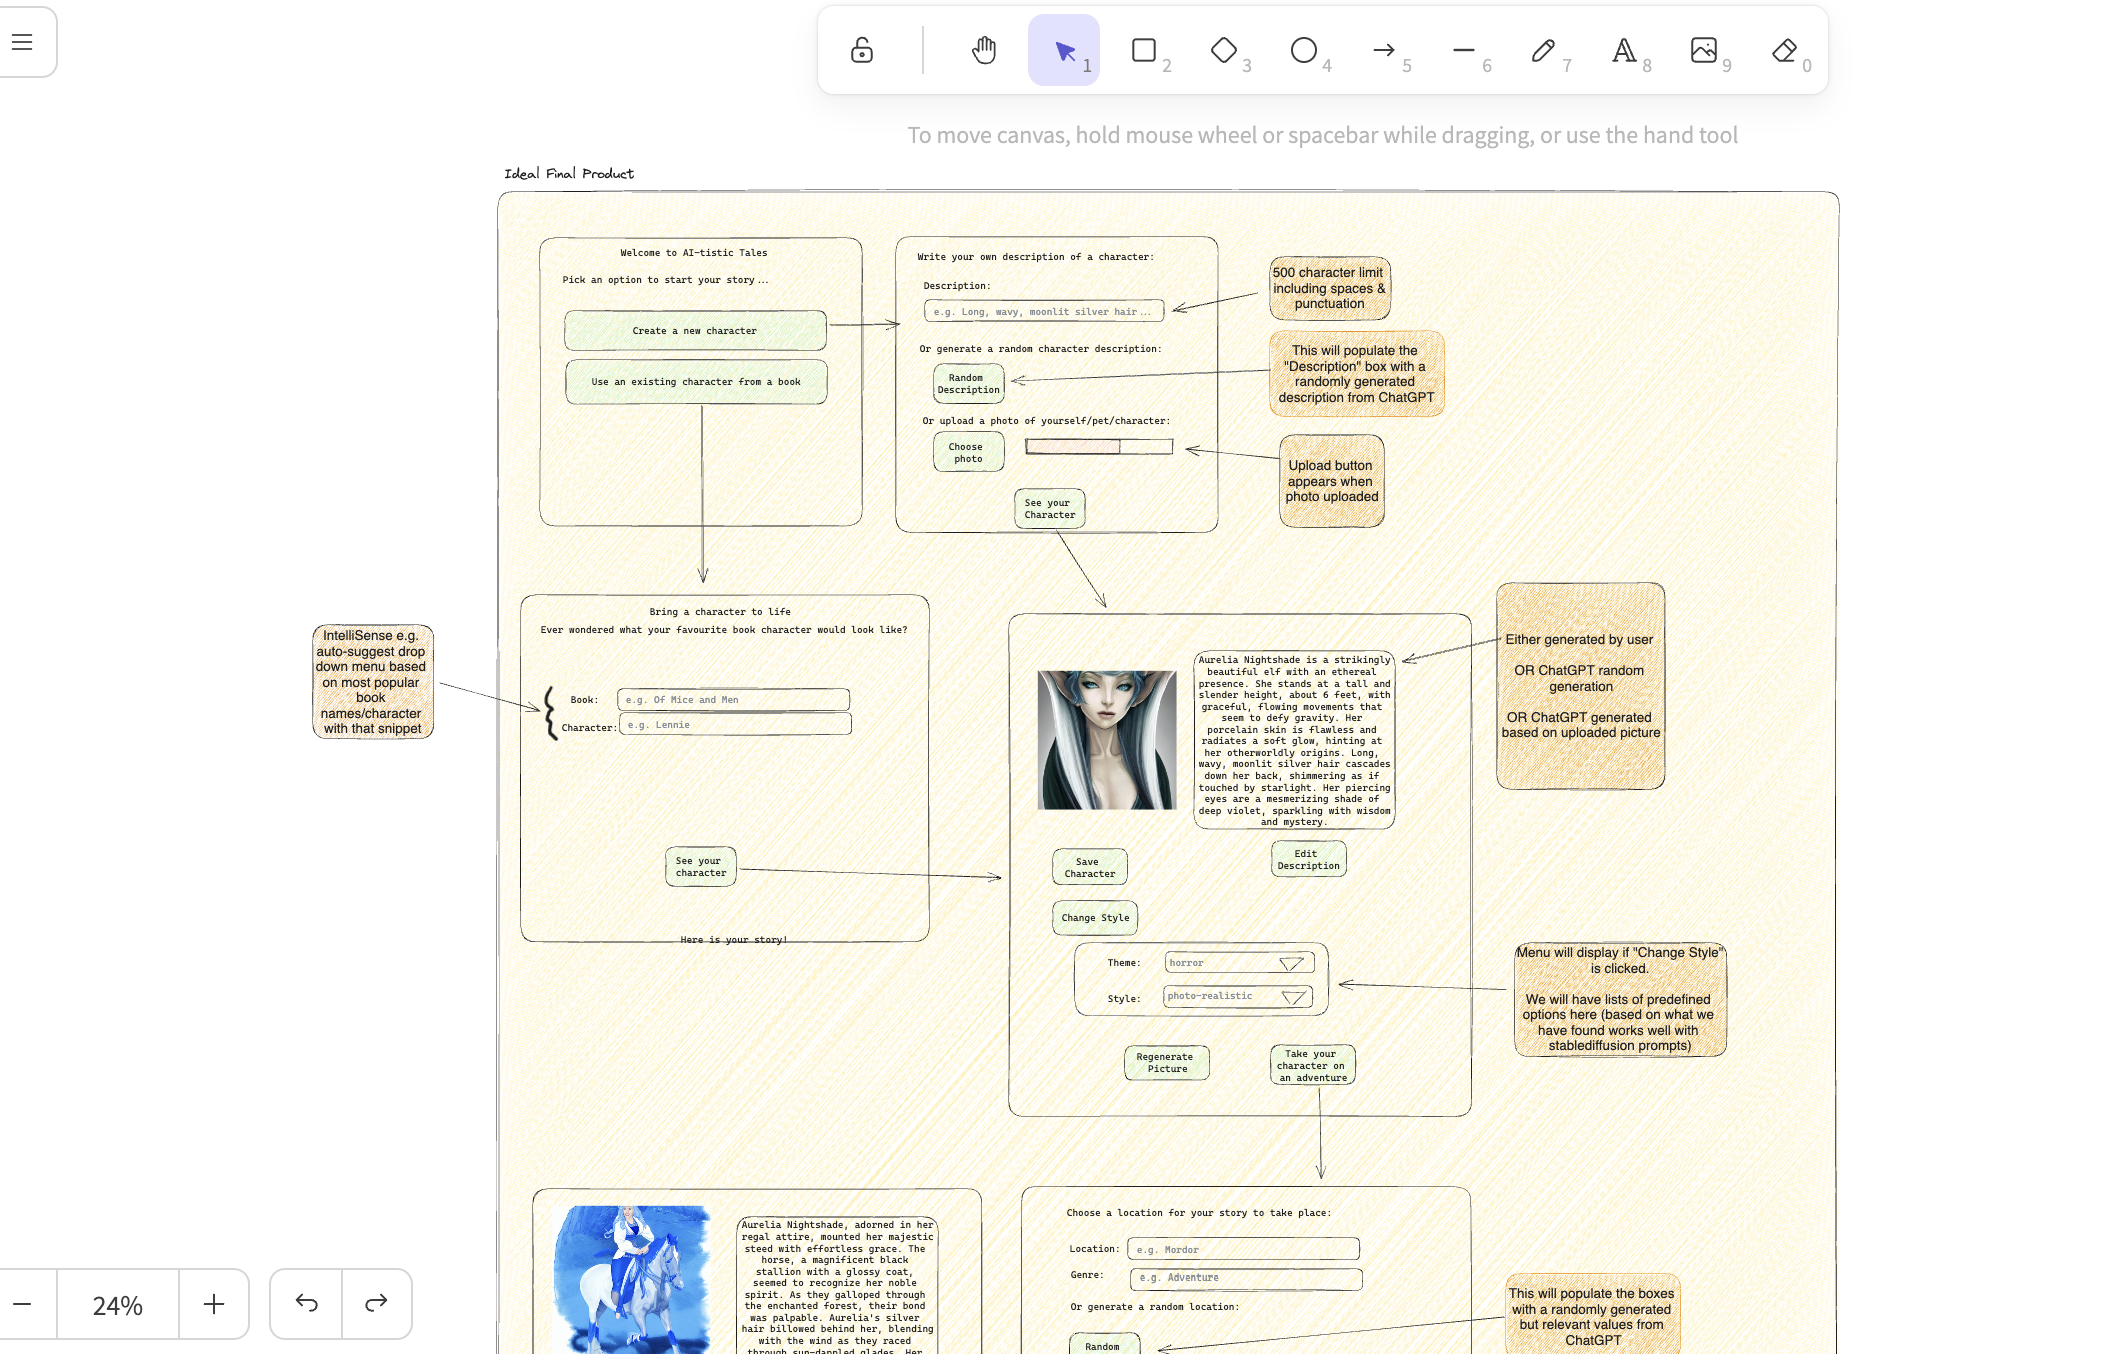 1
2
3
4
5
6
7
8
9
0
To move canvas, hold mouse wheel or spacebar while dragging, or use the hand tool
Ideal Final Product
Welcome to AI-tistic Tales
Pick an option to start your story...
Create a new character
Use an existing character from a book
Write your own description of a character:
Description:
e.g. Long, wavy, moonlit silver hair...
Or generate a random character description:
Random
Description
Or upload a photo of yourself/pet/character:
Choose
photo
See your
Character
500 character limit
including spaces &
punctuation
This will populate the
"Description" box with a
randomly generated
description from ChatGPT
Upload button
appears when
photo uploaded
IntelliSense e.g.
auto-suggest drop
down menu based
on most popular
book
names/character
with that snippet
Bring a character to life
Ever wondered what your favourite book character would look like?
Book:
e.g. Of Mice and Men
Character:
e.g. Lennie
See your
character
Here is your story!
Aurelia Nightshade is a strikingly
beautiful elf with an ethereal
presence. She stands at a tall and
slender height, about 6 feet, with
graceful, flowing movements that
seem to defy gravity. Her
porcelain skin is flawless and
radiates a soft glow, hinting at
her otherworldly origins. Long,
wavy, moonlit silver hair cascades
down her back, shimmering as if
touched by starlight. Her piercing
eyes are a mesmerizing shade of
deep violet, sparkling with wisdom
and mystery.
Either generated by user
OR ChatGPT random
generation
OR ChatGPT generated
based on uploaded picture
Save
Character
Edit
Description
Change Style
Theme:
horror
Style:
photo-realistic
Menu will display if "Change Style"
is clicked.
We will have lists of predefined
options here (based on what we
have found works well with
stablediffusion prompts)
Regenerate
Picture
Take your
character on
an adventure
Aurelia Nightshade, adorned in her
regal attire, mounted her majestic
steed with effortless grace. The
horse, a magnificent black
stallion with a glossy coat,
seemed to recognize her noble
spirit. As they galloped through
the enchanted forest, their bond
was palpable. Aurelia's silver
hair billowed behind her, blending
with the wind as they raced
through sun-dappled glades. Her
Choose a location for your story to take place:
Location:
e.g. Mordor
Genre:
e.g. Adventure
Or generate a random location:
Random
This will populate the boxes
with a randomly generated
but relevant values from
ChatGPT
24%